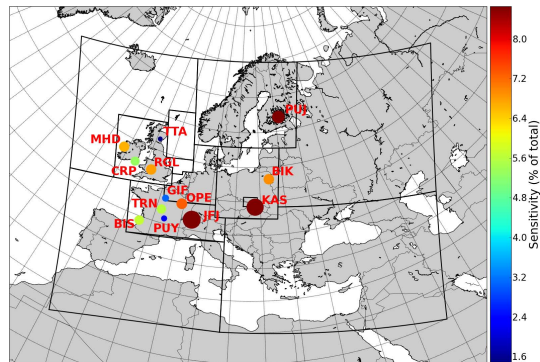 PUJ
TTA
MHD
RGL
CRP
BIK
GIF
OPE
KAS
TRN
JFJ
BIS
PUY
8.0
7.2
6.4
5.6
4.8
4.0
3.2
2.4
1.6
Sensitivity (% of total)